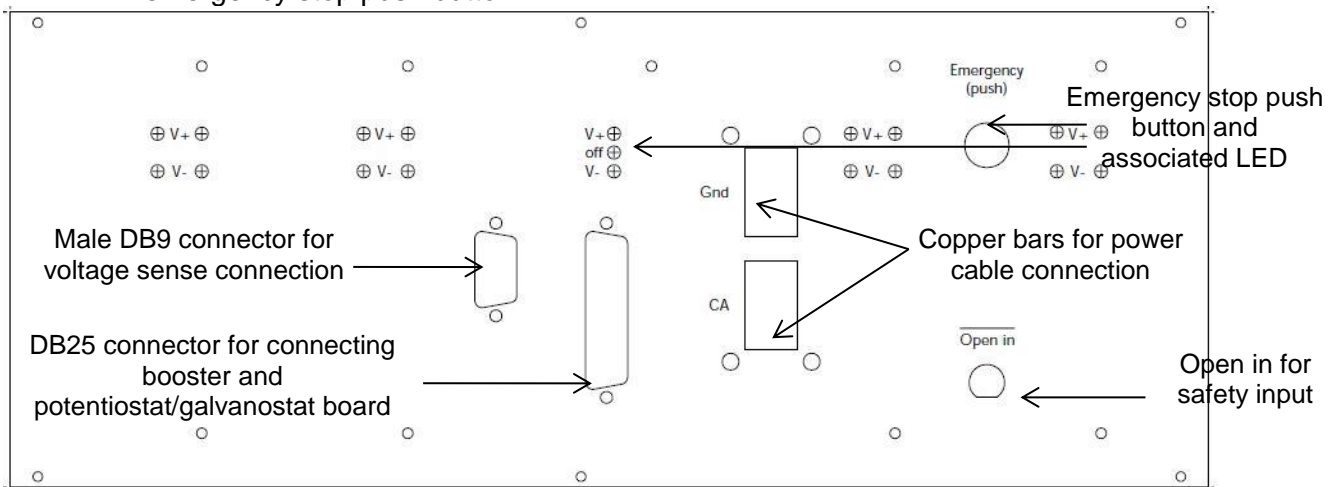 emergency stop push button
Emergency
(push)
Emergency stop push
button and
associated LED
V+
V+
V+
off
V-
V+
V+
V-
V-
V-
V-
Gnd
Male DB9 connector for
voltage sense connection
Copper bars for power
cable connection
CA
DB25 connector for connecting
booster and
potentiostat/galvanostat board
Open in
Open in for
safety input